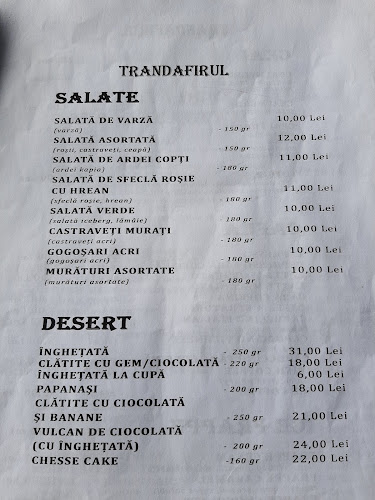 TRANDAFIRUL
SALATE
SALATĂ DE VARZĂ 10,00 Lei
(varză) - 150 gr
SALATĂ ASORTATĂ 12,00 Lei
(roșii, castraveți, ceapă) - 150 gr
SALATĂ DE ARDEI COPȚI 11,00 Lei
(ardei kapia) - 180 gr
SALATĂ DE SFECLĂ ROȘIE
CU HREAN 11,00 Lei
(sfeclă roșie, hrean) - 180 gr
SALATĂ VERDE 10,00 Lei
(salată iceberg, lămâie) - 180 gr
CASTRAVEȚI MURAȚI 10,00 Lei
(castraveți acri) - 180 gr
GOGOȘARI ACRI 10,00 Lei
(gogoșari acri) - 180 gr
MURĂTURI ASORTATE 10,00 Lei
(murături asortate) - 180 gr
DESERT
ÎNGHEȚATĂ - 250 gr 31,00 Lei
CLĂTITE CU GEM/CIOCOLATĂ - 220 gr 18,00 Lei
ÎNGHEȚATĂ LA CUPĂ 6,00 Lei
PAPANAȘI - 200 gr 18,00 Lei
CLĂTITE CU CIOCOLATĂ
ȘI BANANE - 250 gr 21,00 Lei
VULCAN DE CIOCOLATĂ
(CU ÎNGHEȚATĂ) - 200 gr 24,00 Lei
CHESSE CAKE -160 gr 22,00 Lei